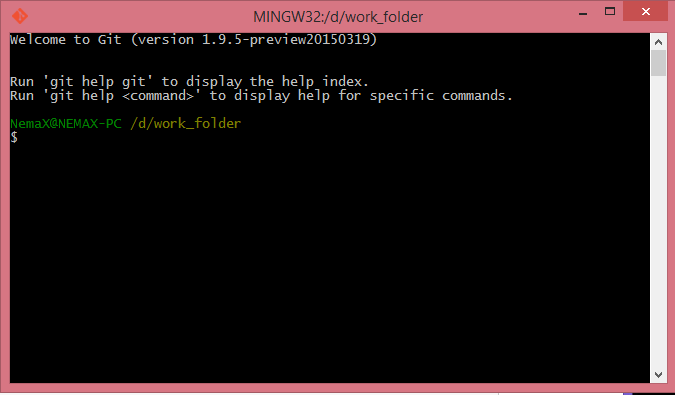 MINGW32:/d/work_folder
Welcome to Git (version 1.9.5-preview20150319)
Run 'git help git' to display the help index.
Run 'git help <command>' to display help for specific commands.
NemaX@NEMAX-PC /d/work_folder
$